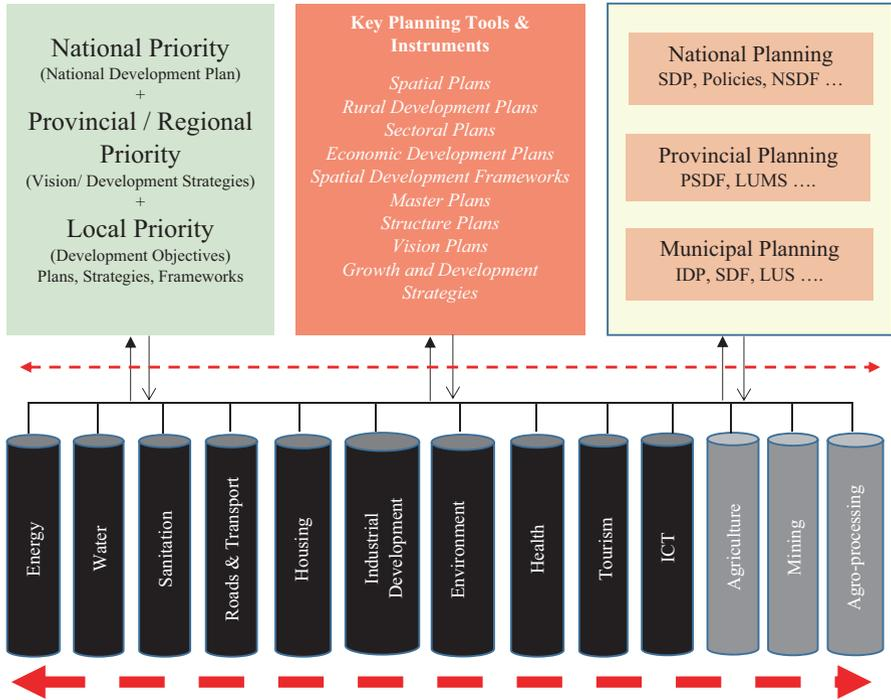 National Priority
(National Development Plan)
+
Provincial / Regional
Priority
(Vision/ Development Strategies)
+
Local Priority
(Development Objectives)
Plans, Strategies, Frameworks
Key Planning Tools &
Instruments
Spatial Plans
Rural Development Plans
Sectoral Plans
Economic Development Plans
Spatial Development Frameworks
Master Plans
Structure Plans
Vision Plans
Growth and Development
Strategies
National Planning
SDP, Policies, NSDF …
Provincial Planning
PSDF, LUMS ….
Municipal Planning
IDP, SDF, LUS ….
Energy
Water
Sanitation
Roads & Transport
Housing
Industrial
Development
Environment
Health
Tourism
ICT
Agriculture
Mining
Agro-processing